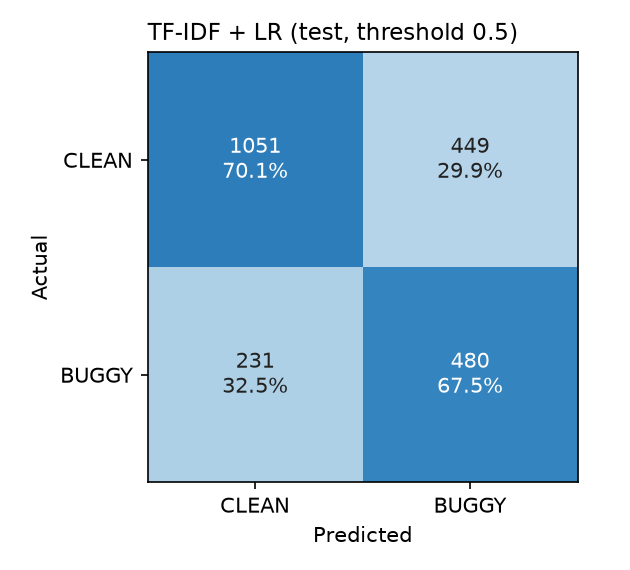 TF-IDF + LR (test, threshold 0.5)
CLEAN
1051
70.1%
449
29.9%
Actual
BUGGY
231
32.5%
480
67.5%
CLEAN
BUGGY
Predicted